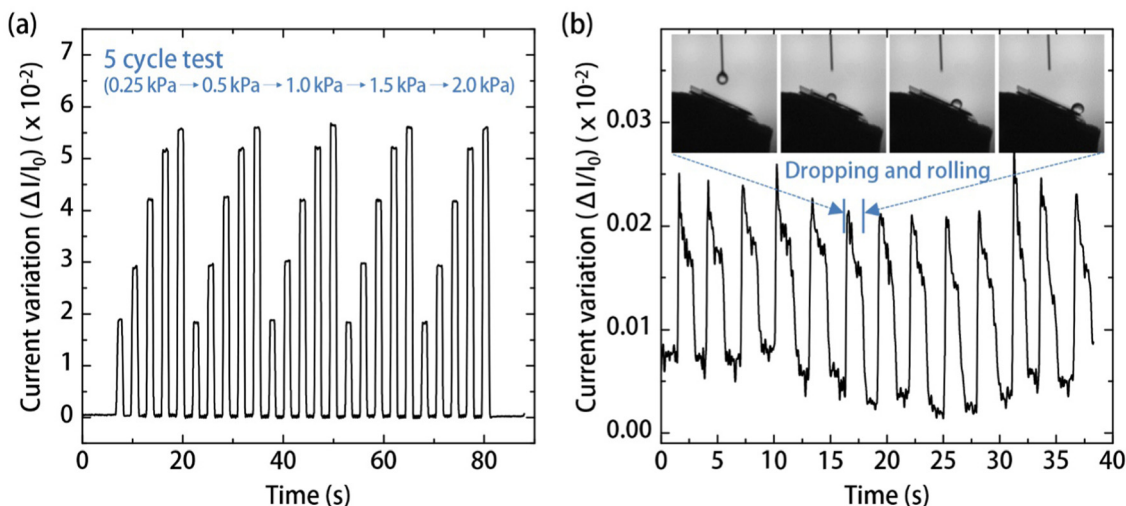 (a)
5 cycle test
(0.25 kPa → 0.5 kPa → 1.0 kPa → 1.5 kPa → 2.0 kPa)
Current variation (ΔI/I₀) (x 10⁻²)
7
6
5
4
3
2
1
0
0 20 40 60 80
Time (s)
(b)
Dropping and rolling
Current variation (ΔI/I₀) (x 10⁻²)
0.03
0.02
0.01
0.00
0 5 10 15 20 25 30 35 40
Time (s)